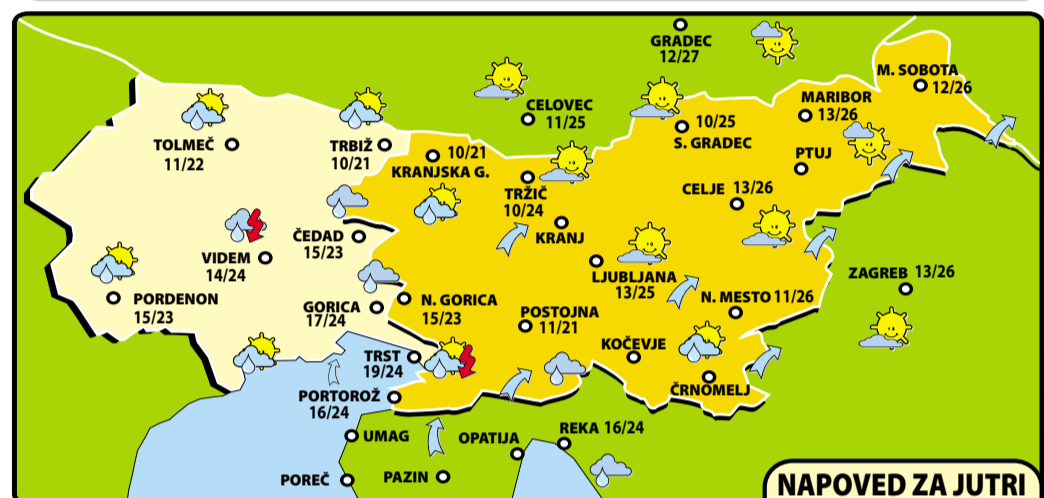 GRADEC
12/27
M. SOBOTA
12/26
CELOVEC
11/25
MARIBOR
13/26
10/25
S. GRADEC
TOLMEČ
11/22
TRBIŽ
10/21
10/21
KRANJSKA G.
PTUJ
TRŽIČ
10/24
CELJE 13/26
KRANJ
ČEDAD
15/23
VIDEM
14/24
LJUBLJANA
13/25
ZAGREB 13/26
PORDENON
15/23
GORICA
17/24
N. GORICA
15/23
POSTOJNA
11/21
N. MESTO 11/26
KOČEVJE
TRST
19/24
ČRNOMELJ
PORTOROŽ
16/24
UMAG
OPATIJA
REKA 16/24
POREČ
PAZIN
NAPOVED ZA JUTRI